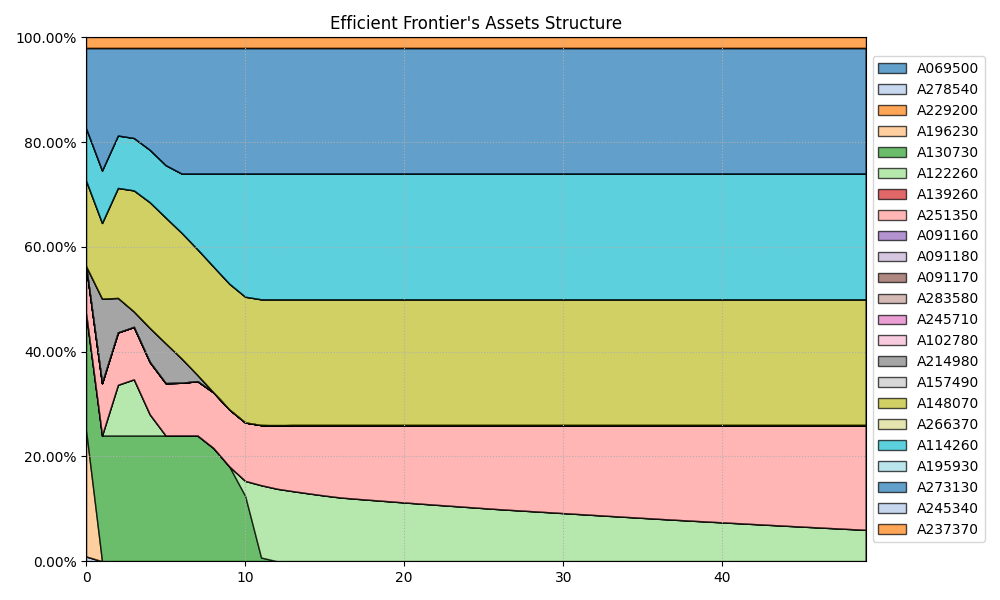 Efficient Frontier's Assets Structure
100.00%
80.00%
60.00%
40.00%
20.00%
0.00%
0
10
20
30
40
A069500
A278540
A229200
A196230
A130730
A122260
A139260
A251350
A091160
A091180
A091170
A283580
A245710
A102780
A214980
A157490
A148070
A266370
A114260
A195930
A273130
A245340
A237370